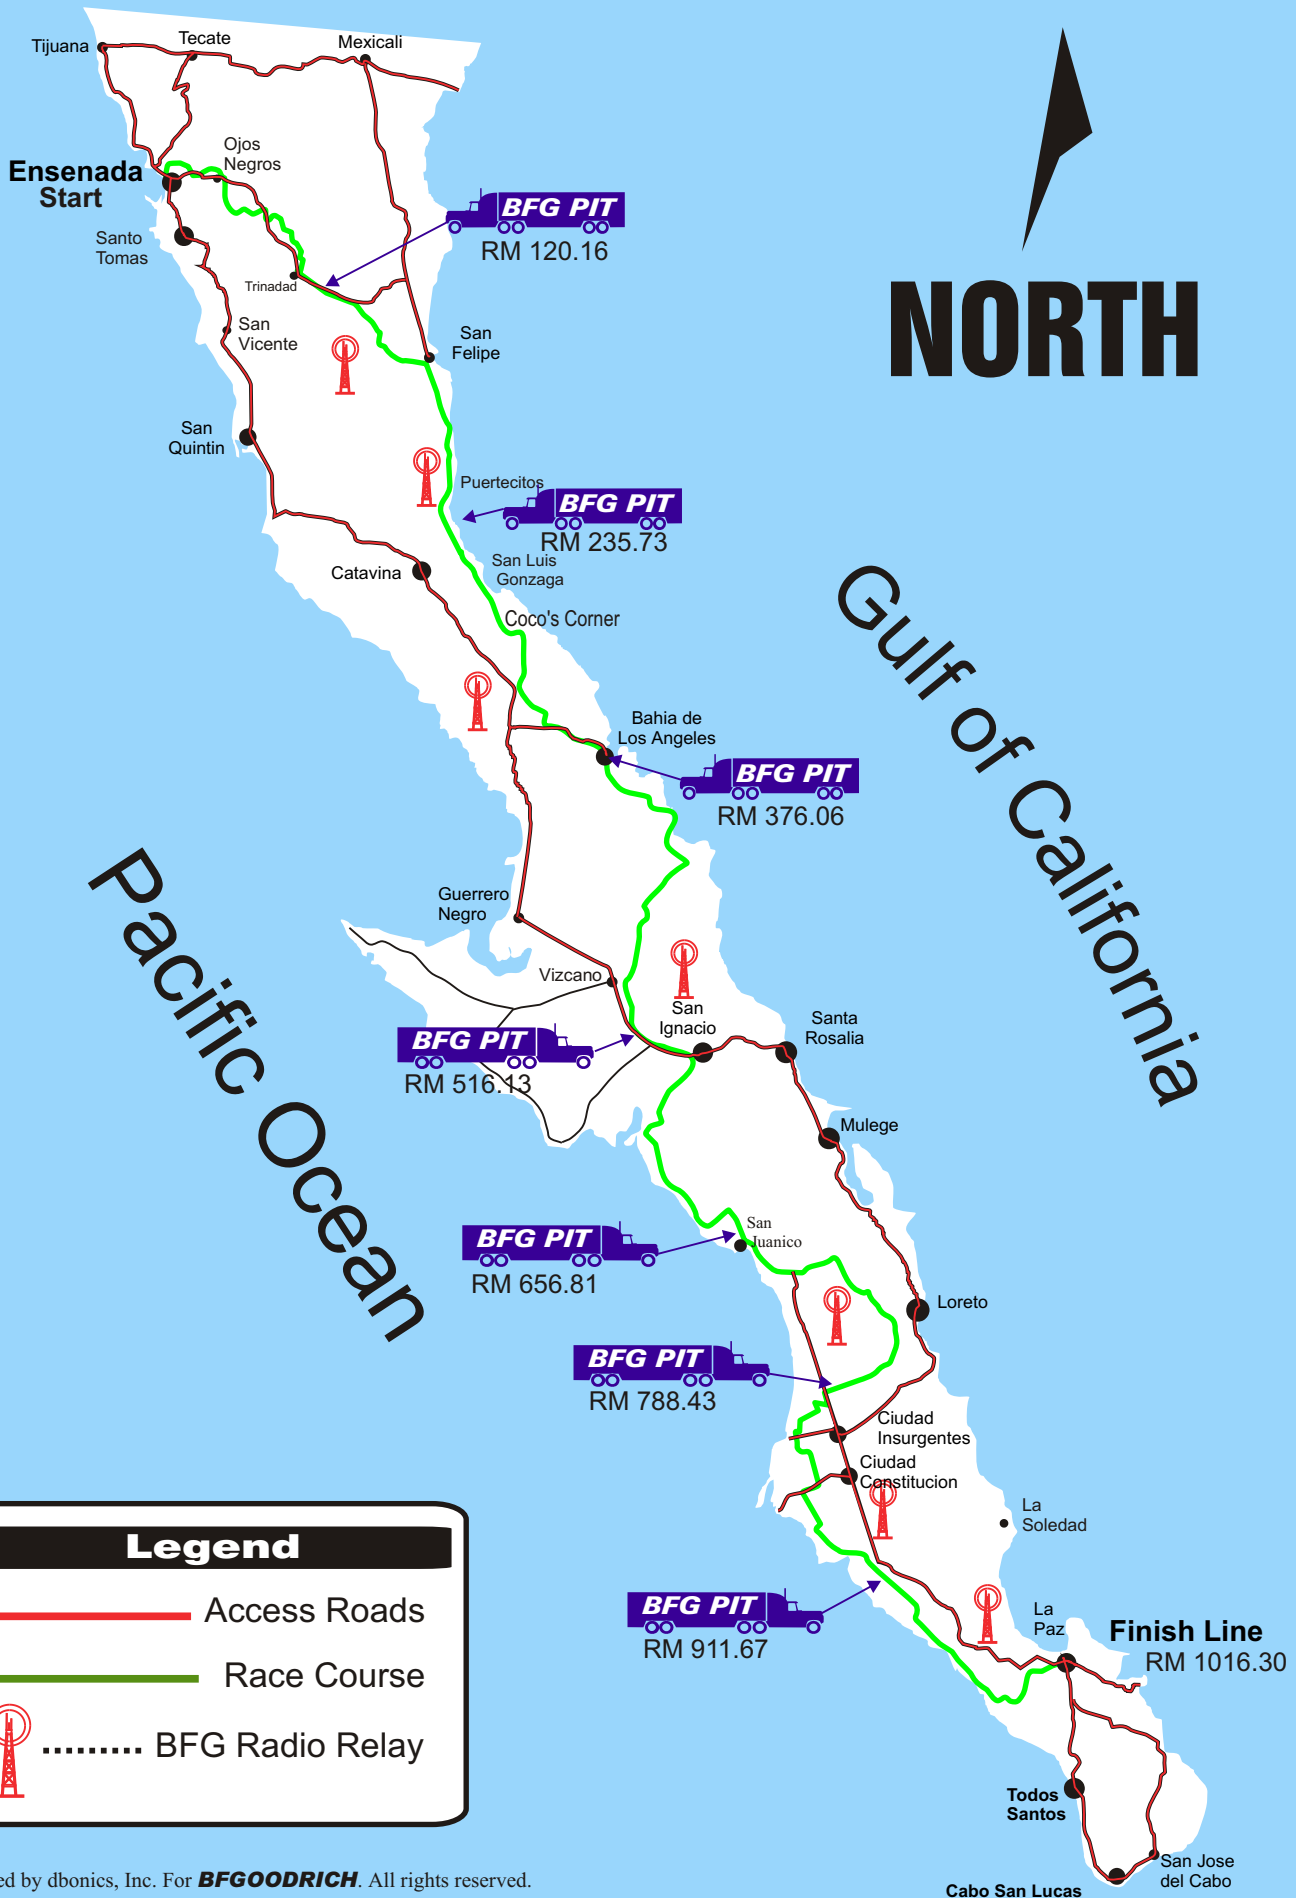 Tijuana
Tecate
Mexicali
Ojos
Negros
Ensenada
Start
Santo
Tomas
Trinadad
BFG PIT
RM 120.16
NORTH
San
Vicente
San
Felipe
San
Quintin
Puertecitos
BFG PIT
RM 235.73
San Luis
Gonzaga
Catavina
Coco's Corner
Gulf of California
Bahia de
Los Angeles
BFG PIT
RM 376.06
Pacific Ocean
Guerrero
Negro
Vizcano
San
Ignacio
Santa
Rosalia
BFG PIT
RM 516.13
Mulege
San
Juanico
BFG PIT
RM 656.81
Loreto
BFG PIT
RM 788.43
Ciudad
Insurgentes
Ciudad
Constitucion
La
Soledad
BFG PIT
RM 911.67
La
Paz
Finish Line
RM 1016.30
Legend
Access Roads
Race Course
BFG Radio Relay
Todos
Santos
San Jose
del Cabo
Cabo San Lucas
ed by dbonics, Inc. For BFGOODRICH. All rights reserved.